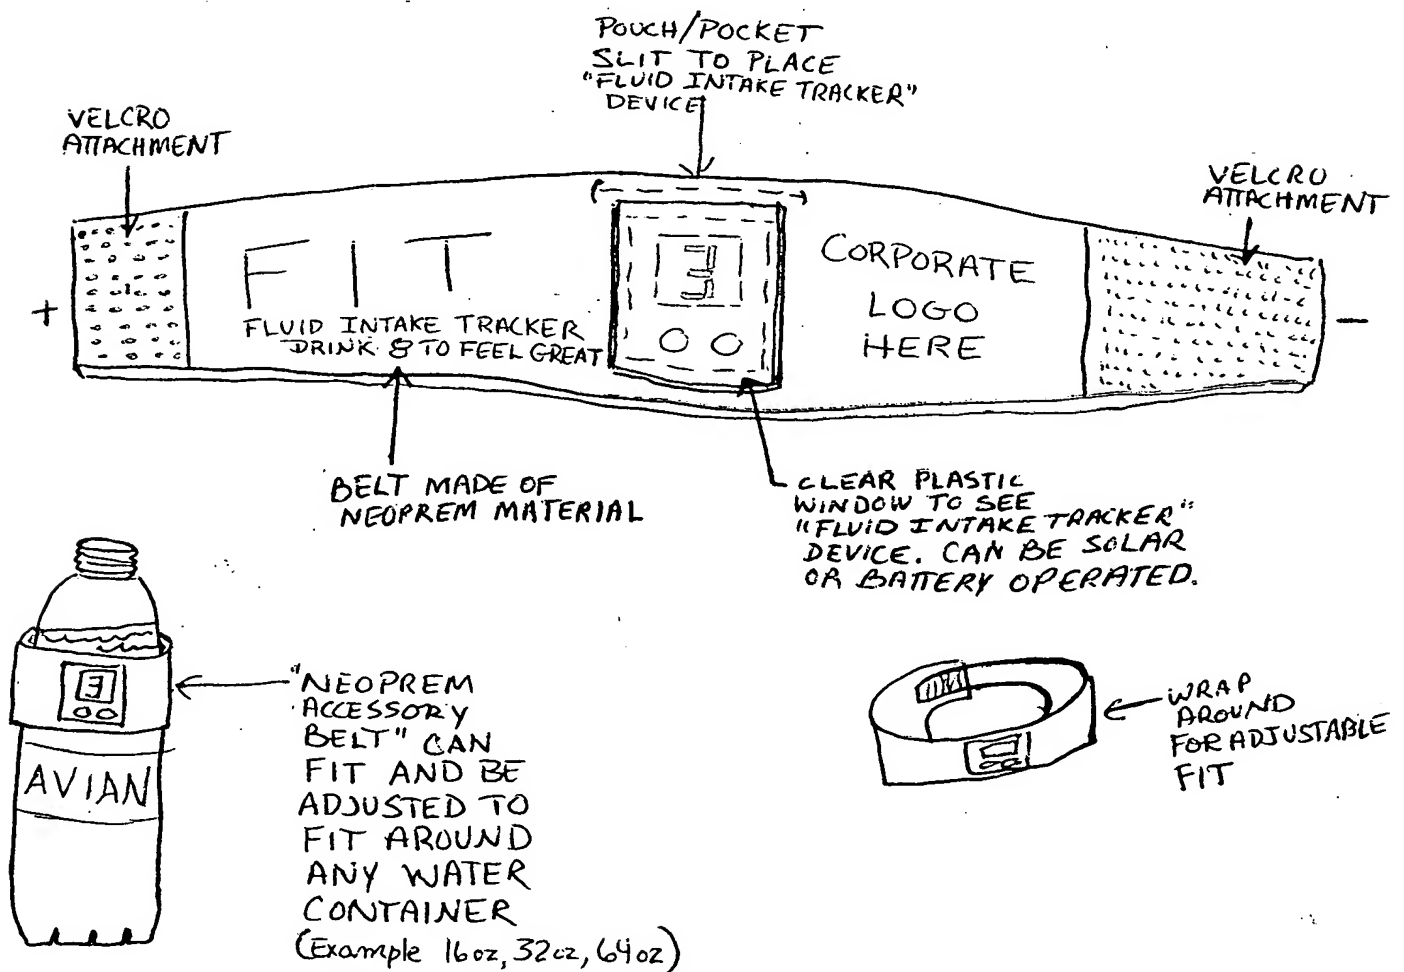 POUCH/POCKET
SLIT TO PLACE
"FLUID INTAKE TRACKER"
DEVICE
VELCRO
ATTACHMENT
VELCRO
ATTACHMENT
+
FIT
FLUID INTAKE TRACKER
DRINK 8 TO FEEL GREAT
3
CORPORATE
LOGO
HERE
-
BELT MADE OF
NEOPREM MATERIAL
CLEAR PLASTIC
WINDOW TO SEE
"FLUID INTAKE TRACKER"
DEVICE. CAN BE SOLAR
OR BATTERY OPERATED.
3
AVIAN
"NEOPREM
ACCESSORY
BELT" CAN
FIT AND BE
ADJUSTED TO
FIT AROUND
ANY WATER
CONTAINER
(Example 16oz, 32oz, 64oz)
WRAP
AROUND
FOR ADJUSTABLE
FIT